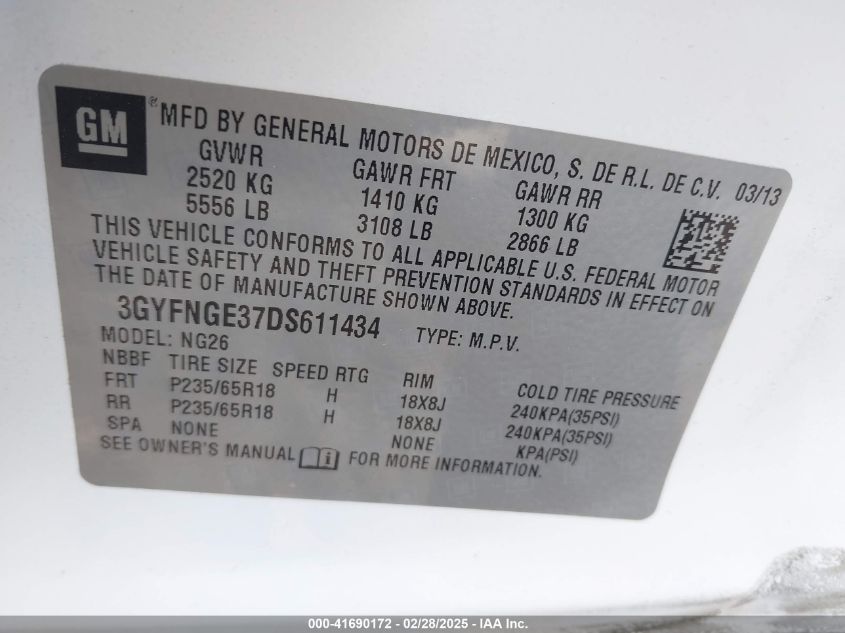 GM ® MFD BY GENERAL MOTORS DE MEXICO, S. DE R.L. DE C.V. 03/13
GVWR GAWR FRT GAWR RR
2520 KG 1410 KG 1300 KG
5556 LB 3108 LB 2866 LB
THIS VEHICLE CONFORMS TO ALL APPLICABLE U.S. FEDERAL MOTOR
VEHICLE SAFETY AND THEFT PREVENTION STANDARDS IN EFFECT ON
THE DATE OF MANUFACTURE SHOWN ABOVE.
3GYFNGE37DS611434 TYPE: M.P.V.
MODEL: NG26
NBBF TIRE SIZE SPEED RTG RIM COLD TIRE PRESSURE
FRT P235/65R18 H 18X8J 240KPA(35PSI)
RR P235/65R18 H 18X8J 240KPA(35PSI)
SPA NONE NONE KPA(PSI)
SEE OWNER'S MANUAL FOR MORE INFORMATION.
000-41690172 - 02/28/2025 - IAA Inc.